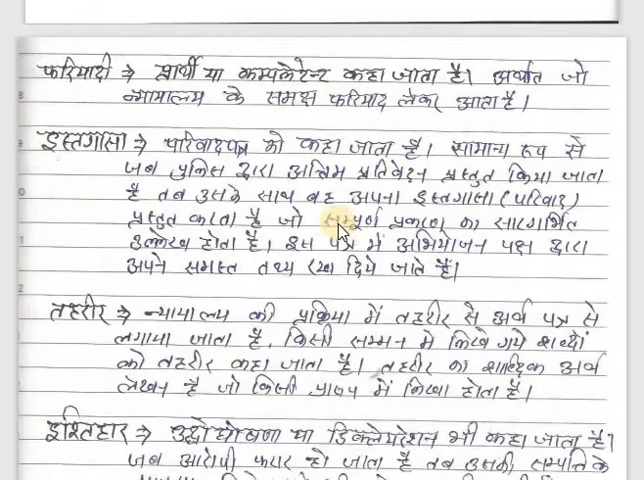 फरियादी ⇒ प्रार्थी या कम्पलेटेन्ट कहा जाता है। अर्थात जो
न्यायालय के समक्ष फरियाद लेकर आता है।
इस्तगासा ⇒ परिवादपत्र को कहा जाता है। सामान्य रूप से
जब पुलिस द्वारा अन्तिम प्रतिवेदन प्रस्तुत किया जाता
है तब उसके साथ वह अपना इस्तगासा (परिवाद)
प्रस्तुत करता है जो सम्पूर्ण प्रकरण का सारगर्भित
उल्लेख होता है। इस पत्र में अभियोजन पक्ष द्वारा
अपने समस्त तथ्य रख दिये जाते हैं।
तहरीर ⇒ न्यायालय की प्रक्रिया में तहरीर से अर्थ पत्र से
लगाया जाता है, किसी सम्मन में लिखे गये शब्दों
को तहरीर कहा जाता है। तहरीर का शाब्दिक अर्थ
लेखन है जो किसी प्रारूप में लिखा होता है।
इश्तिहार ⇒ उद्घोषणा या डिक्लेयरेशन भी कहा जाता है।
जब आरोपी फरार हो जाता है तब उसकी सम्पत्ति के